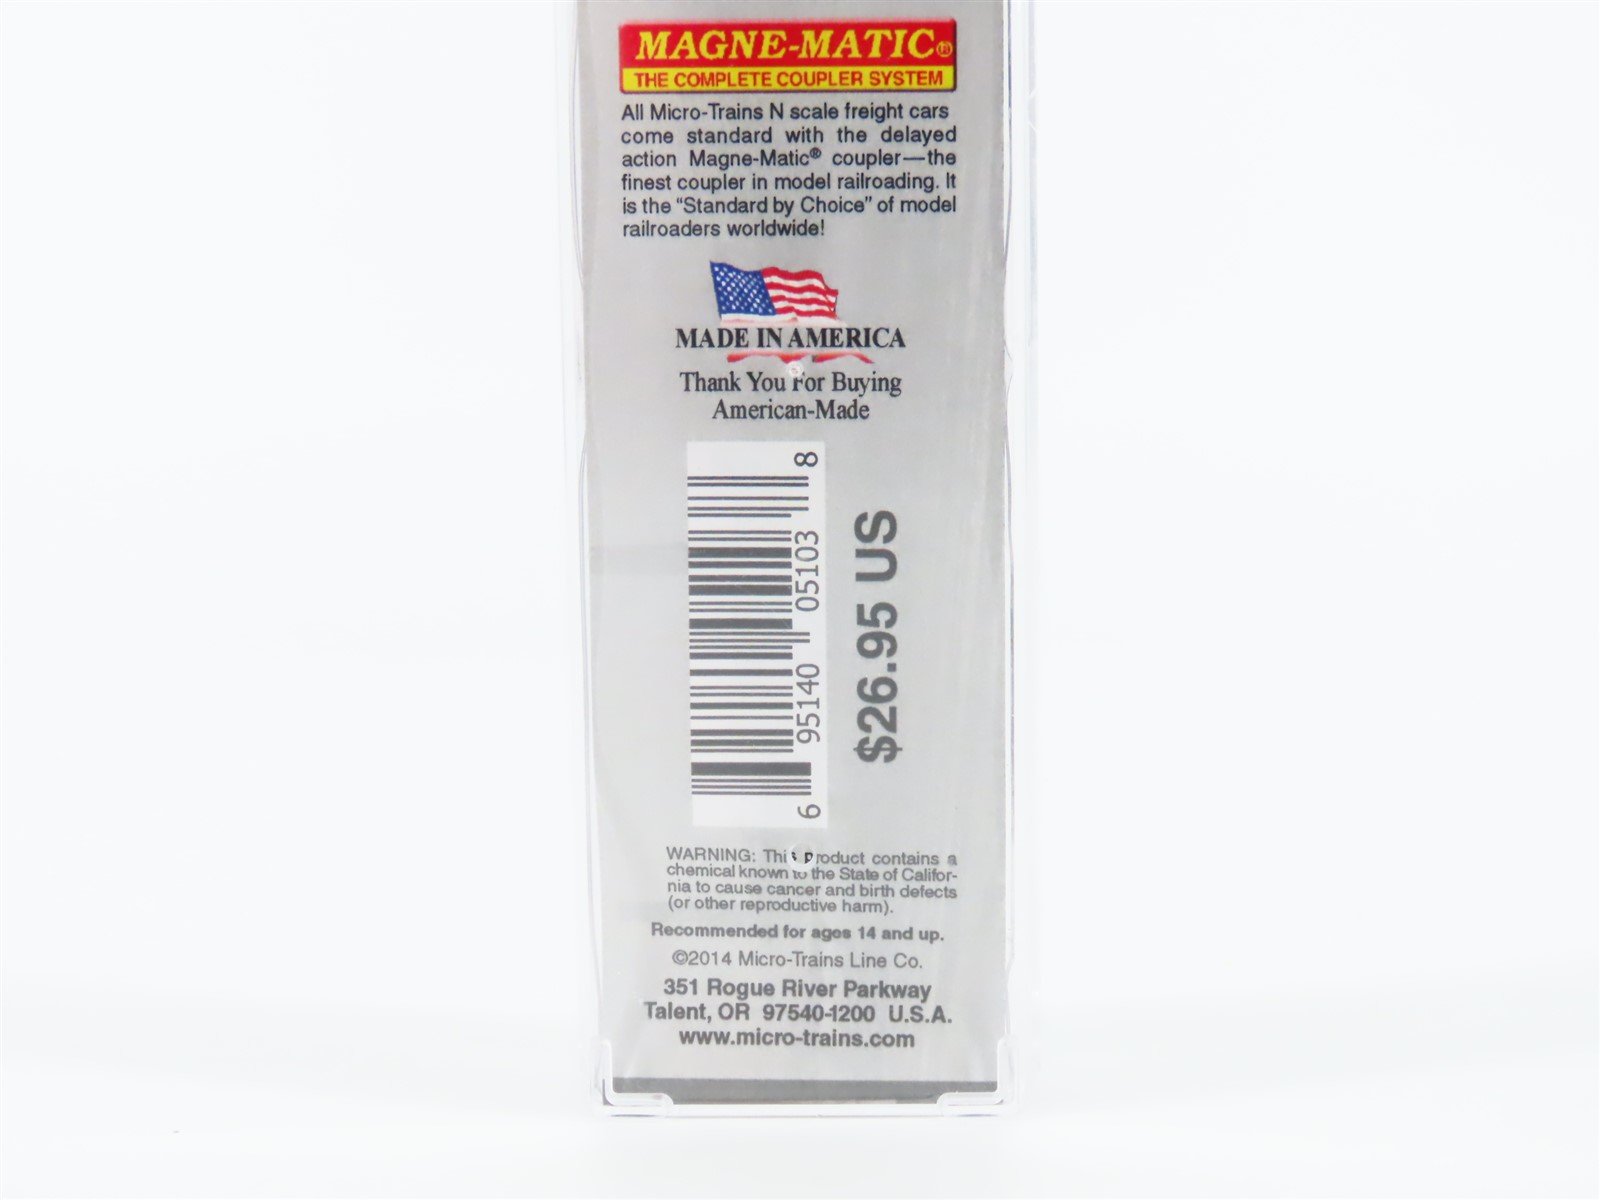 MAGNE-MATIC®
THE COMPLETE COUPLER SYSTEM
All Micro-Trains N scale freight cars
come standard with the delayed
action Magne-Matic® coupler—the
finest coupler in model railroading. It
is the “Standard by Choice” of model
railroaders worldwide!
MADE IN AMERICA
Thank You For Buying
American-Made
6 95140 05103 8
$26.95 US
WARNING: This product contains a
chemical known to the State of Califor-
nia to cause cancer and birth defects
(or other reproductive harm).
Recommended for ages 14 and up.
©2014 Micro-Trains Line Co.
351 Rogue River Parkway
Talent, OR 97540-1200 U.S.A.
www.micro-trains.com